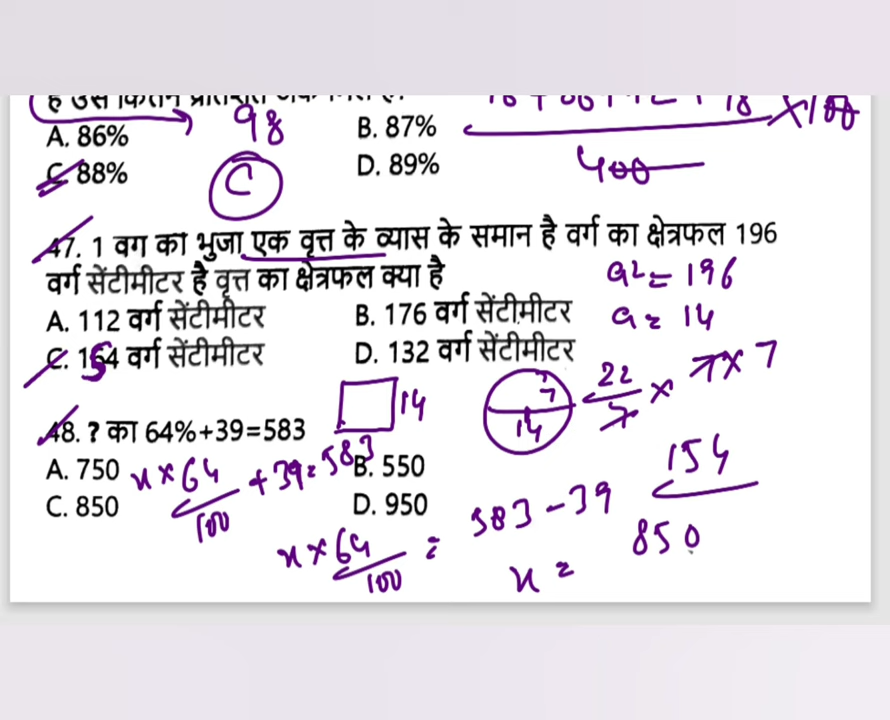 98
A. 86% B. 87% ×100
C. 88% D. 89% 400
C
47. 1 वग का भुजा एक वृत्त के व्यास के समान है वर्ग का क्षेत्रफल 196
वर्ग सेंटीमीटर है वृत्त का क्षेत्रफल क्या है
a² = 196
A. 112 वर्ग सेंटीमीटर B. 176 वर्ग सेंटीमीटर
a = 14
C. 154 वर्ग सेंटीमीटर D. 132 वर्ग सेंटीमीटर
14 7 14 22/7 × 7 × 7
154
48. ? का 64%+39=583
A. 750 B. 550
x × 64/100 + 39 = 583
C. 850 D. 950
x × 64/100 = 583 - 39
x = 850